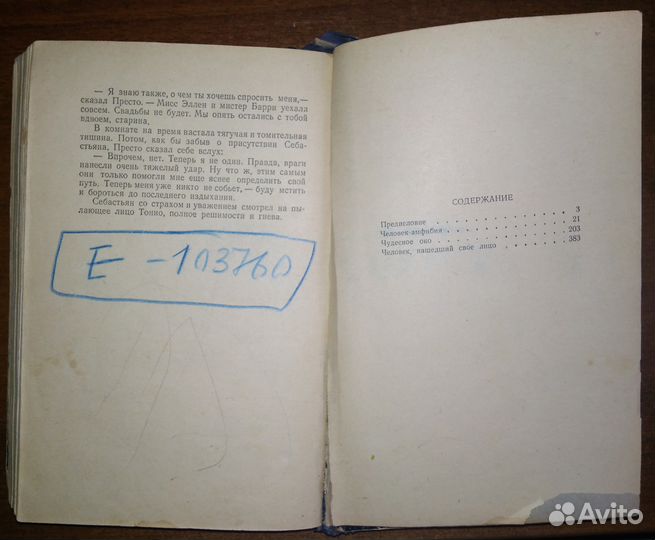 — Я знаю также, о чем ты хочешь спросить меня,—
сказал Престо. — Мисс Эллен и мистер Барри уехали
совсем. Свадьбы не будет. Мы опять остались с тобой
вдвоем, старина.
В комнате на время настала тягучая и томительная
тишина. Потом, как бы забыв о присутствии Себа-
стьяна, Престо сказал себе вслух:
— Впрочем, нет. Теперь я не один. Правда, враги
нанесли очень тяжелый удар. Ну что ж, этим самым
они только помогли мне еще яснее определить свой
путь. Теперь меня уже никто не собьет,— буду мстить
и бороться до последнего издыхания.
Себастьян со страхом и уважением смотрел на пы-
лающее лицо Тонио, полное решимости и гнева.
Е - 103760
СОДЕРЖАНИЕ
Предисловие . . . . . . . . . . 3
Человек-амфибия . . . . . . . . . . 21
Чудесное око . . . . . . . . . . 203
Человек, нашедший свое лицо . . . . . . 383
Avito